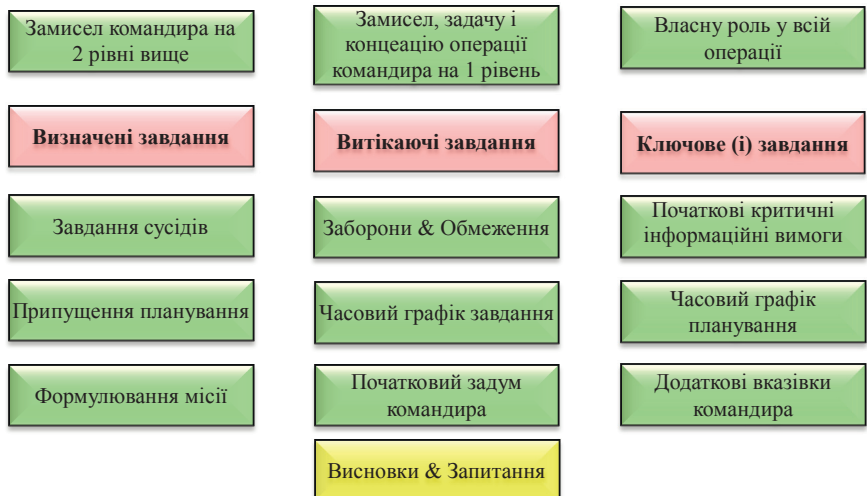 Замисел командира на
2 рівні вище
Замисел, задачу і
концеацію операції
командира на 1 рівень
Власну роль у всій
операції
Визначені завдання
Витікаючі завдання
Ключове (і) завдання
Завдання сусідів
Заборони & Обмеження
Початкові критичні
інформаційні вимоги
Припущення планування
Часовий графік завдання
Часовий графік
планування
Формулювання місії
Початковий задум
командира
Додаткові вказівки
командира
Висновки & Запитання